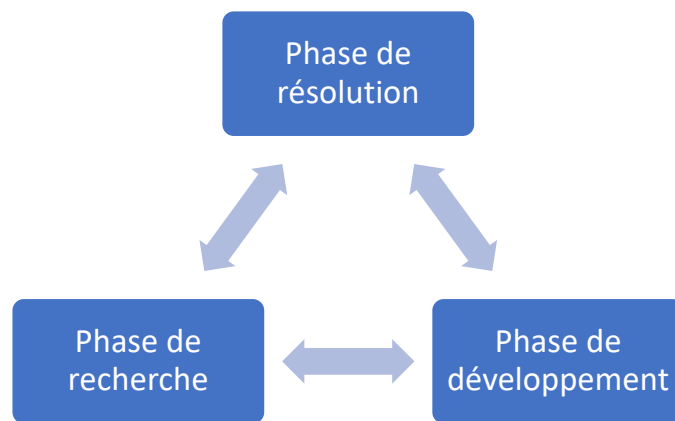 Phase de
résolution
Phase de
recherche
Phase de
développement